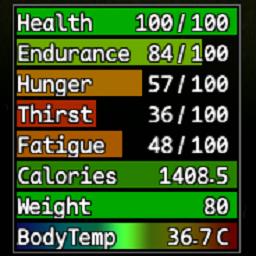 Health 100/100
Endurance 84/100
Hunger 57/100
Thirst 36/100
Fatigue 48/100
Calories 1408.5
Weight 80
BodyTemp 36.7C